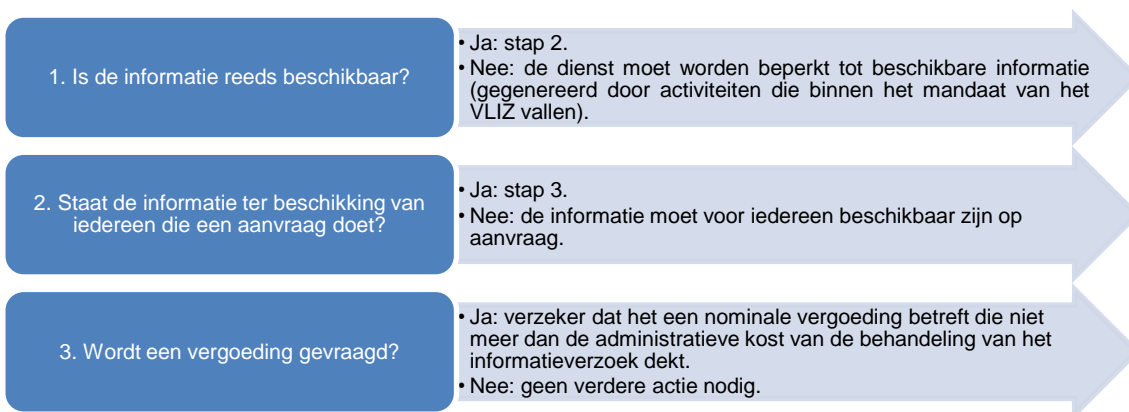 1. Is de informatie reeds beschikbaar?
• Ja: stap 2.
• Nee: de dienst moet worden beperkt tot beschikbare informatie
(gegenereerd door activiteiten die binnen het mandaat van het
VLIZ vallen).
2. Staat de informatie ter beschikking van
iedereen die een aanvraag doet?
• Ja: stap 3.
• Nee: de informatie moet voor iedereen beschikbaar zijn op
aanvraag.
3. Wordt een vergoeding gevraagd?
• Ja: verzeker dat het een nominale vergoeding betreft die niet
meer dan de administratieve kost van de behandeling van het
informatieverzoek dekt.
• Nee: geen verdere actie nodig.